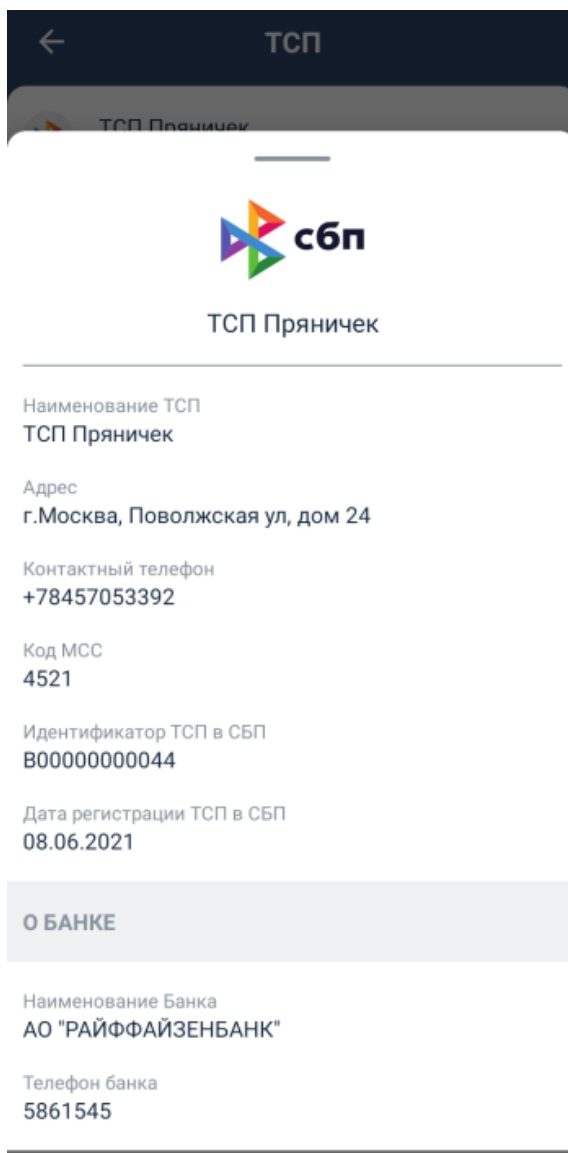 ТСП
ТСП Пряничек
сбп
ТСП Пряничек
Наименование ТСП
ТСП Пряничек
Адрес
г.Москва, Поволжская ул, дом 24
Контактный телефон
+78457053392
Код МСС
4521
Идентификатор ТСП в СБП
B00000000044
Дата регистрации ТСП в СБП
08.06.2021
О БАНКЕ
Наименование Банка
АО "РАЙФФАЙЗЕНБАНК"
Телефон банка
5861545